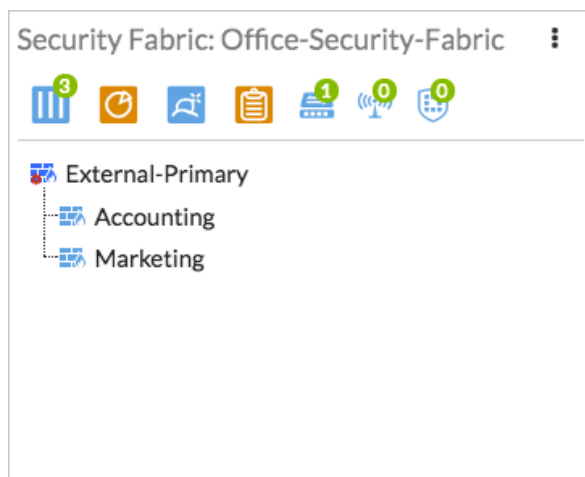 Security Fabric: Office-Security-Fabric
3 1 0 0
External-Primary
Accounting
Marketing